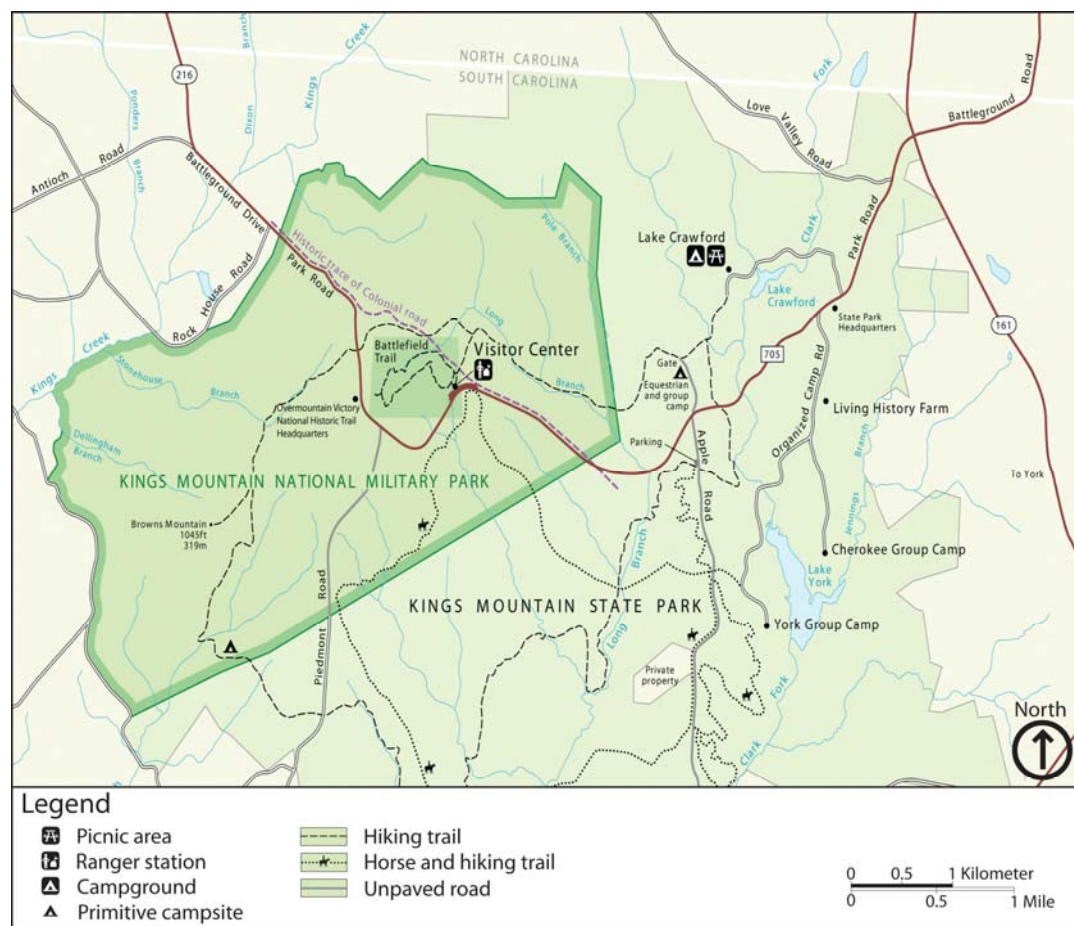 NORTH CAROLINA
SOUTH CAROLINA
216
Kings
Creek
Dixon
Branch
Ponders
Branch
Antioch Road
Battleground Drive
Rock House Road
Kings Creek
Historic trace of Colonial road
Park Road
Pole Branch
Love Valley Road
Fork
Clark
Battleground Road
Park Road
161
Lake Crawford
Lake
Crawford
State Park
Headquarters
705
Battlefield
Trail
Visitor Center
Long
Branch
Gate
Equestrian
and group
camp
Living History Farm
Organized Camp Rd
Stonehouse
Branch
Overmountain Victory
National Historic Trail
Headquarters
Dellingham
Branch
KINGS MOUNTAIN NATIONAL MILITARY PARK
Parking
Apple
Road
To York
Jennings
Branch
Browns Mountain
1045ft
319m
Piedmont Road
Cherokee Group Camp
Lake
York
KINGS MOUNTAIN STATE PARK
Long
Branch
York Group Camp
Private
property
Clark
Fork
North
Legend
Picnic area
Ranger station
Campground
Primitive campsite
Hiking trail
Horse and hiking trail
Unpaved road
0 0.5 1 Kilometer
0 0.5 1 Mile